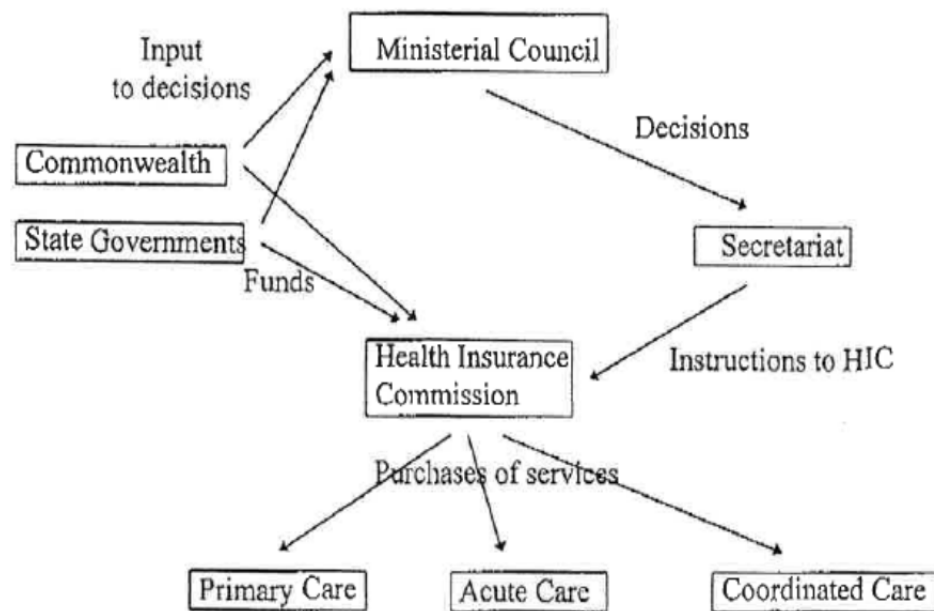 Ministerial Council
Input
to decisions
Decisions
Commonwealth
State Governments
Secretariat
Funds
Health Insurance
Commission
Instructions to HIC
Purchases of services
Primary Care
Acute Care
Coordinated Care